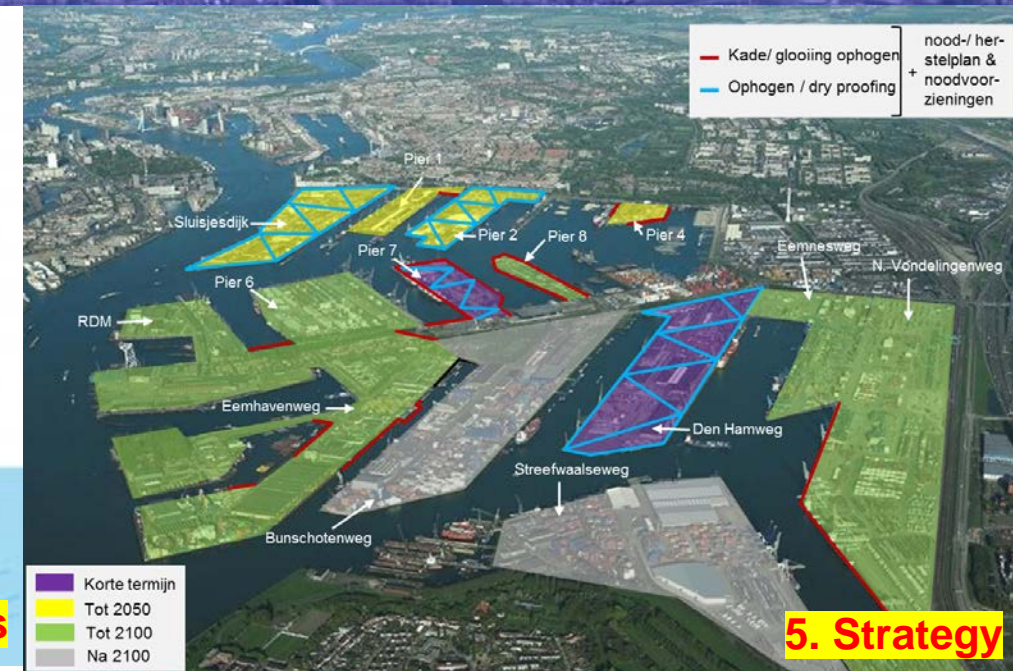 Kade/ glooiing ophogen
Ophogen / dry proofing
+
nood-/ her-
stelplan &
noodvoor-
zieningen
Pier 1
Sluisjesdijk
Pier 2
Pier 4
Pier 7
Pier 8
Eemnesweg
N. Vondelingenweg
Pier 6
RDM
Eemhavenweg
Den Hamweg
Streefwaalseweg
Bunschotenweg
Korte termijn
Tot 2050
Tot 2100
Na 2100
s
5. Strategy